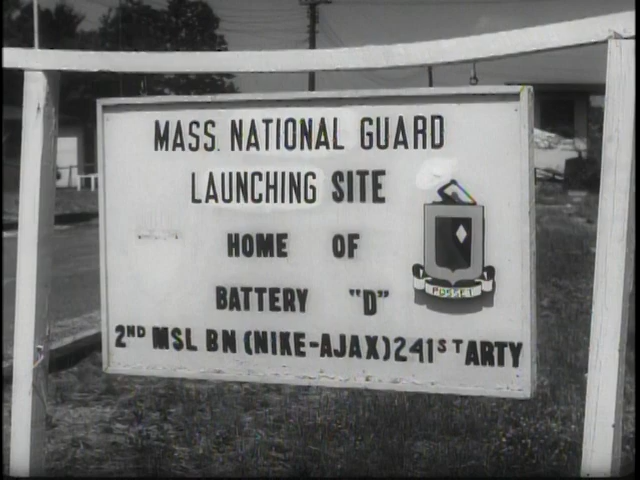 MASS. NATIONAL GUARD
LAUNCHING SITE
HOME OF
BATTERY "D"
2ND MSL BN (NIKE-AJAX) 241ST ARTY